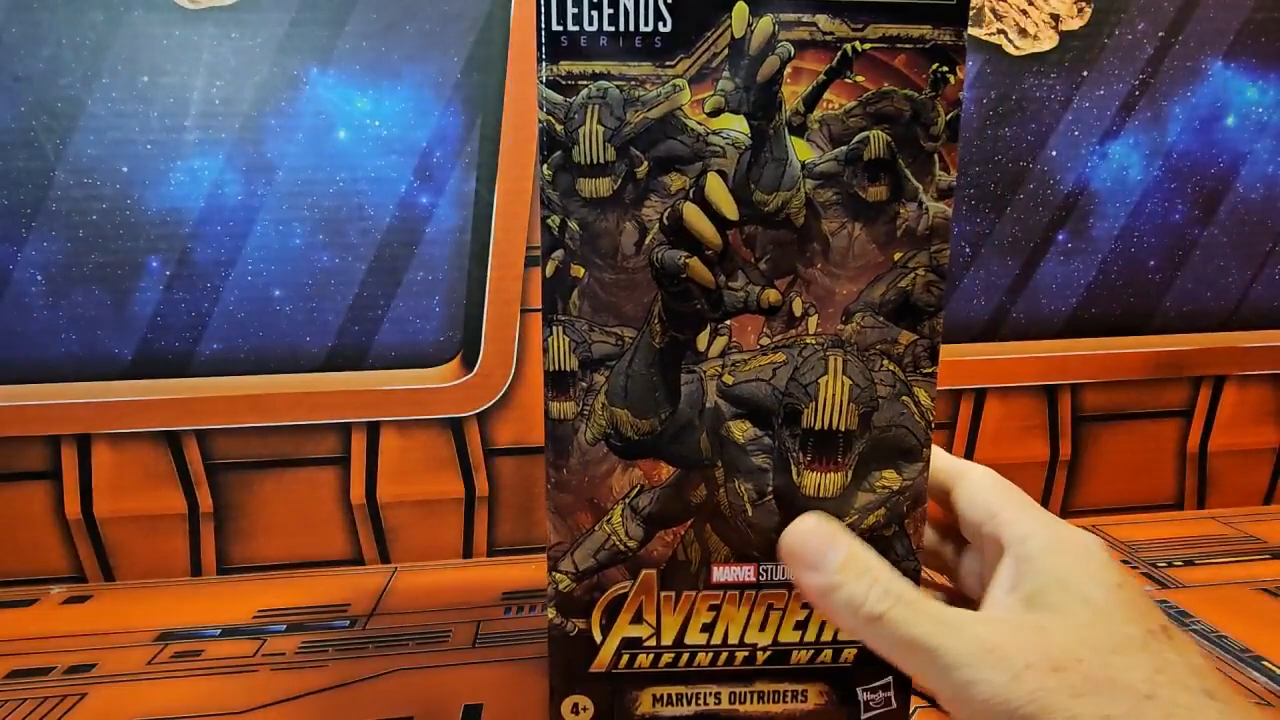 LEGENDS
SERIES
MARVEL STUDIO
AVENGER
INFINITY WAR
4+
MARVEL'S OUTRIDERS
Hasbro